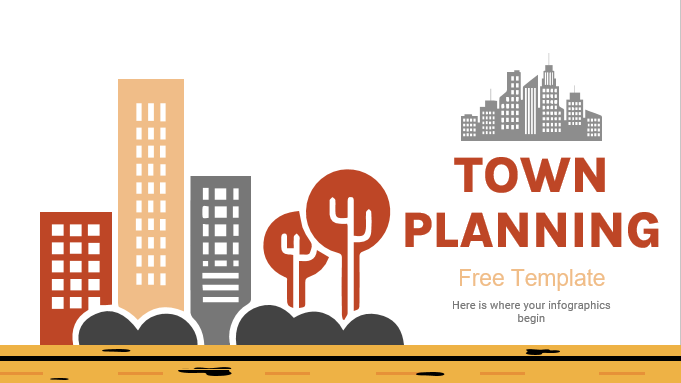 TOWN
PLANNING
Free Template
Here is where your infographics
begin